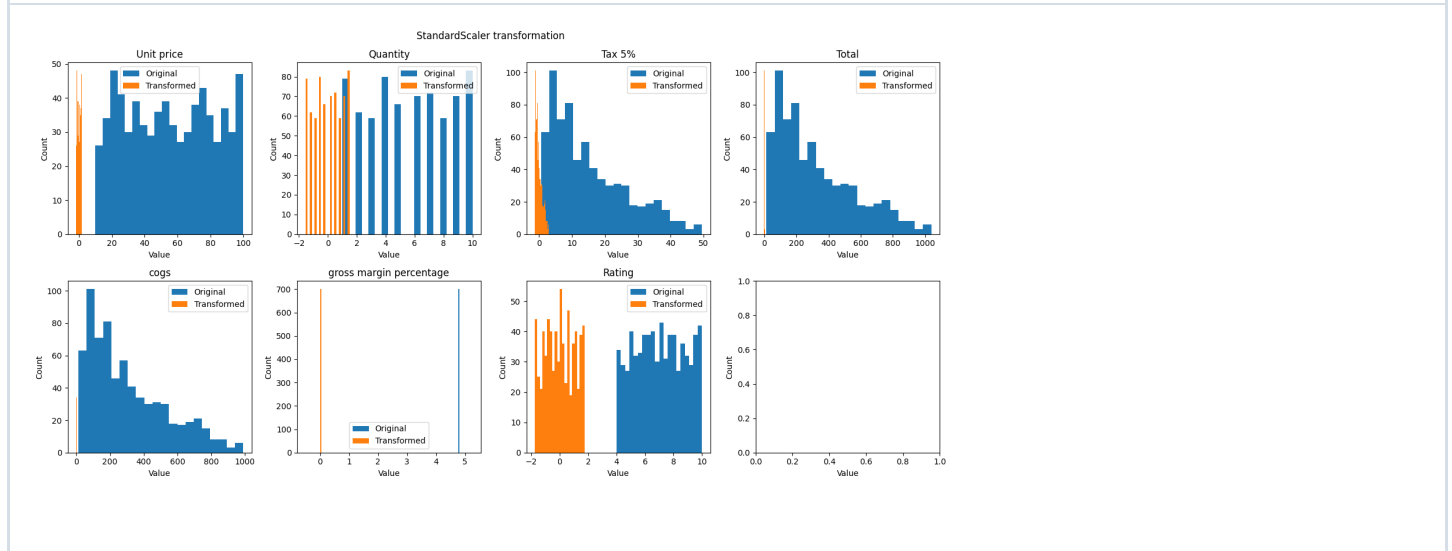 StandardScaler transformation
Unit price
Quantity
Tax 5%
Total
50
40
30
20
10
0
Count
Original
Transformed
0 20 40 60 80 100
Value
80
70
60
50
40
30
20
10
0
Count
Original
Transformed
−2 0 2 4 6 8 10
Value
100
80
60
40
20
0
Count
Original
Transformed
0 10 20 30 40 50
Value
100
80
60
40
20
0
Count
Original
Transformed
0 200 400 600 800 1000
Value
cogs
gross margin percentage
Rating
100
80
60
40
20
0
Count
Original
Transformed
0 200 400 600 800 1000
Value
700
600
500
400
300
200
100
0
Count
Original
Transformed
0 1 2 3 4 5
Value
50
40
30
20
10
0
Count
Original
Transformed
−2 0 2 4 6 8 10
Value
1.0
0.8
0.6
0.4
0.2
0.0
Count
0.0 0.2 0.4 0.6 0.8 1.0
Value